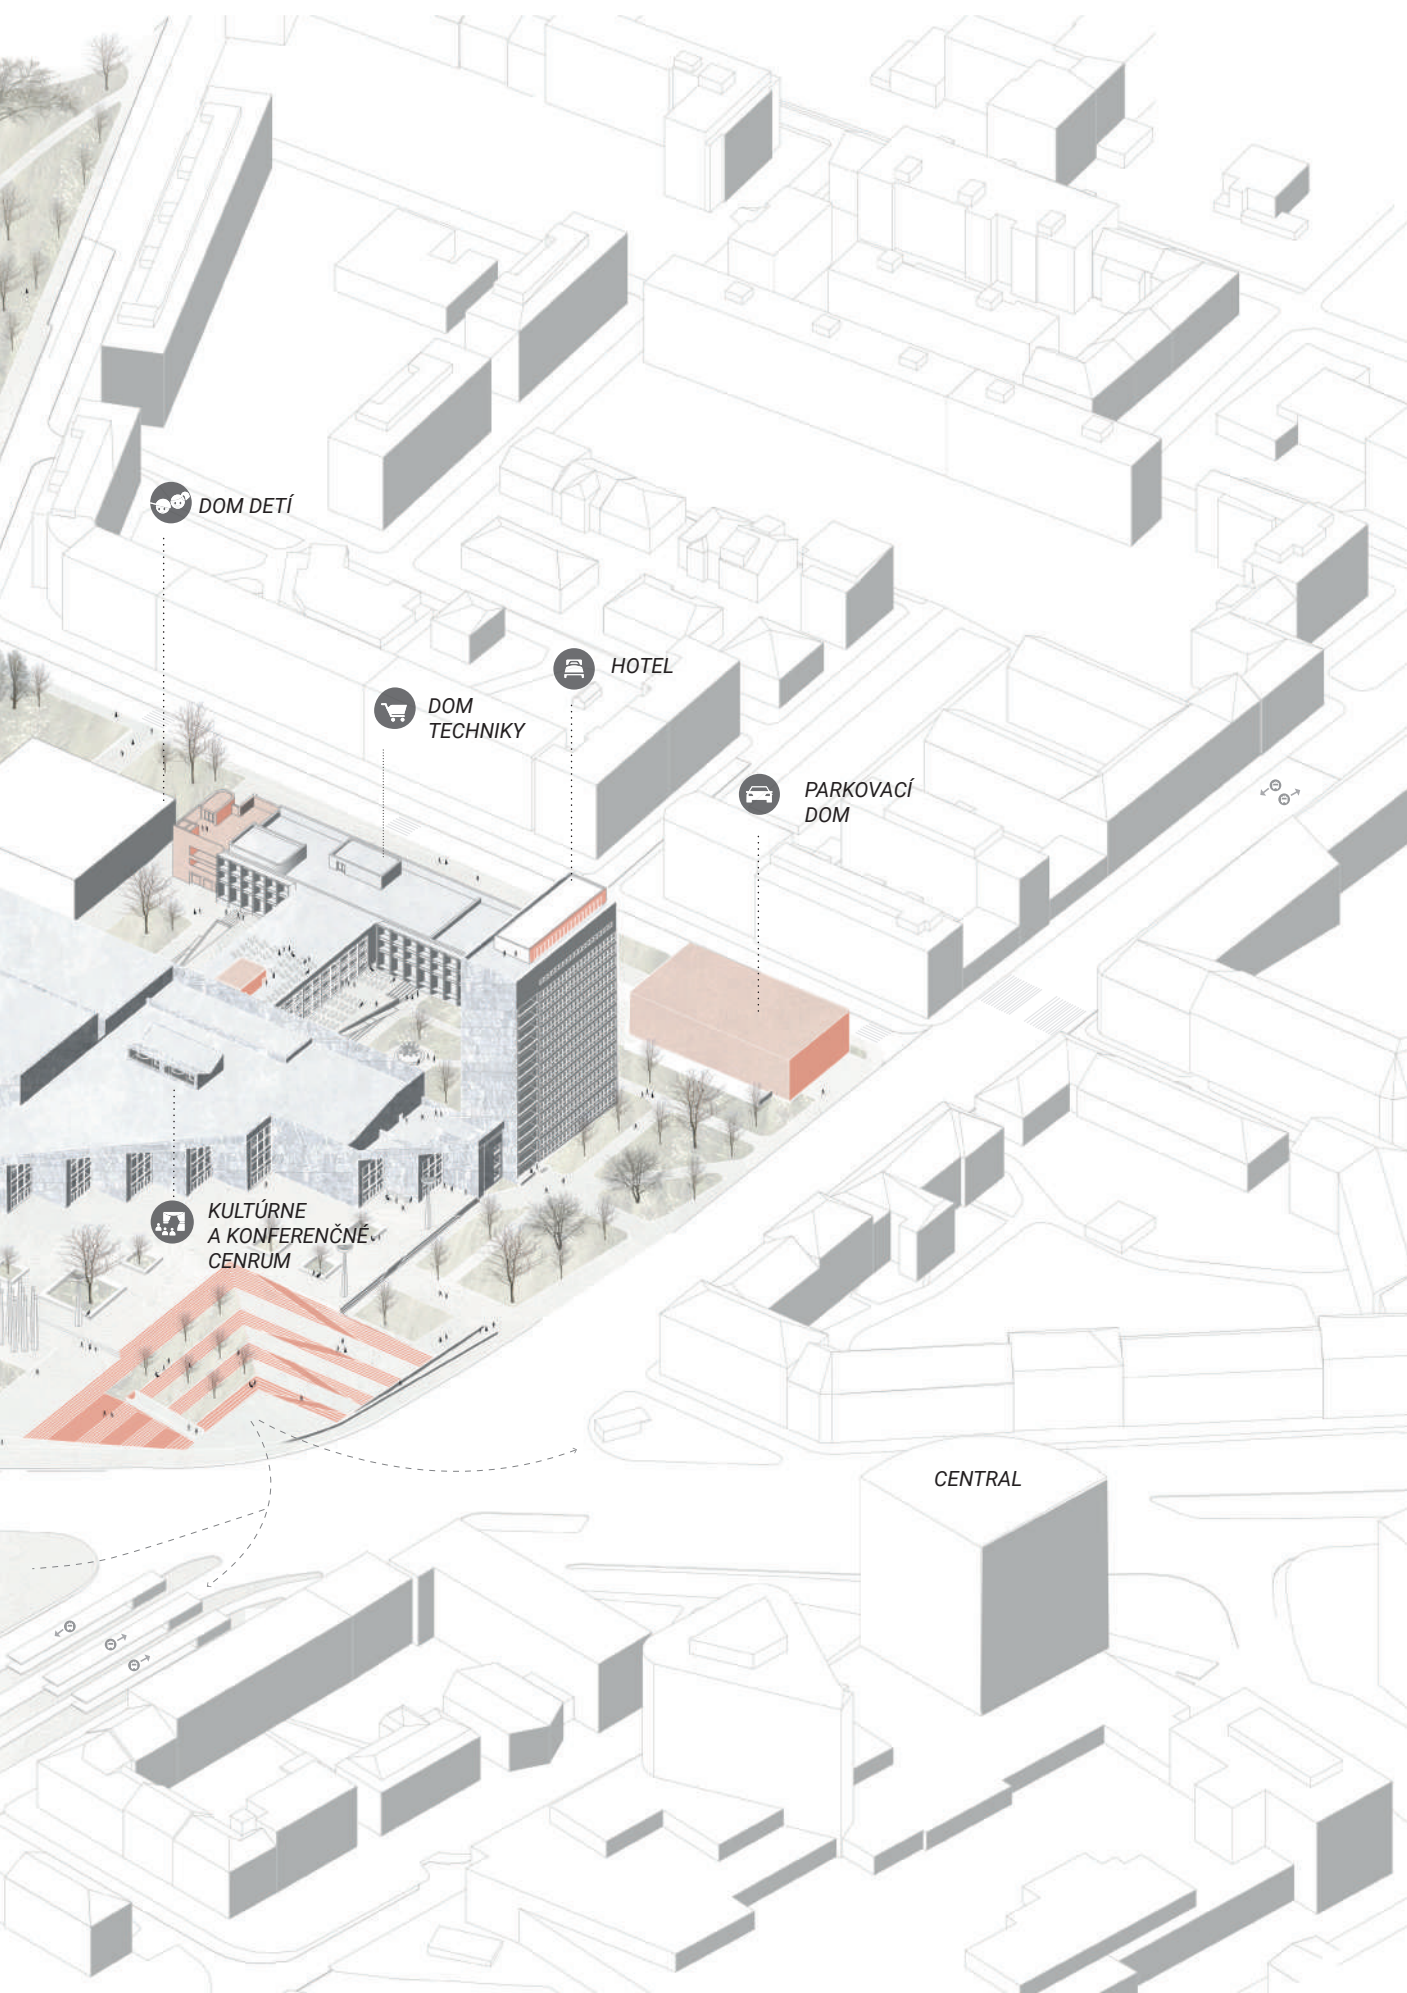 DOM DETÍ
HOTEL
DOM
TECHNIKY
PARKOVACÍ
DOM
KULTÚRNE
A KONFERENČNÉ
CENRUM
CENTRAL